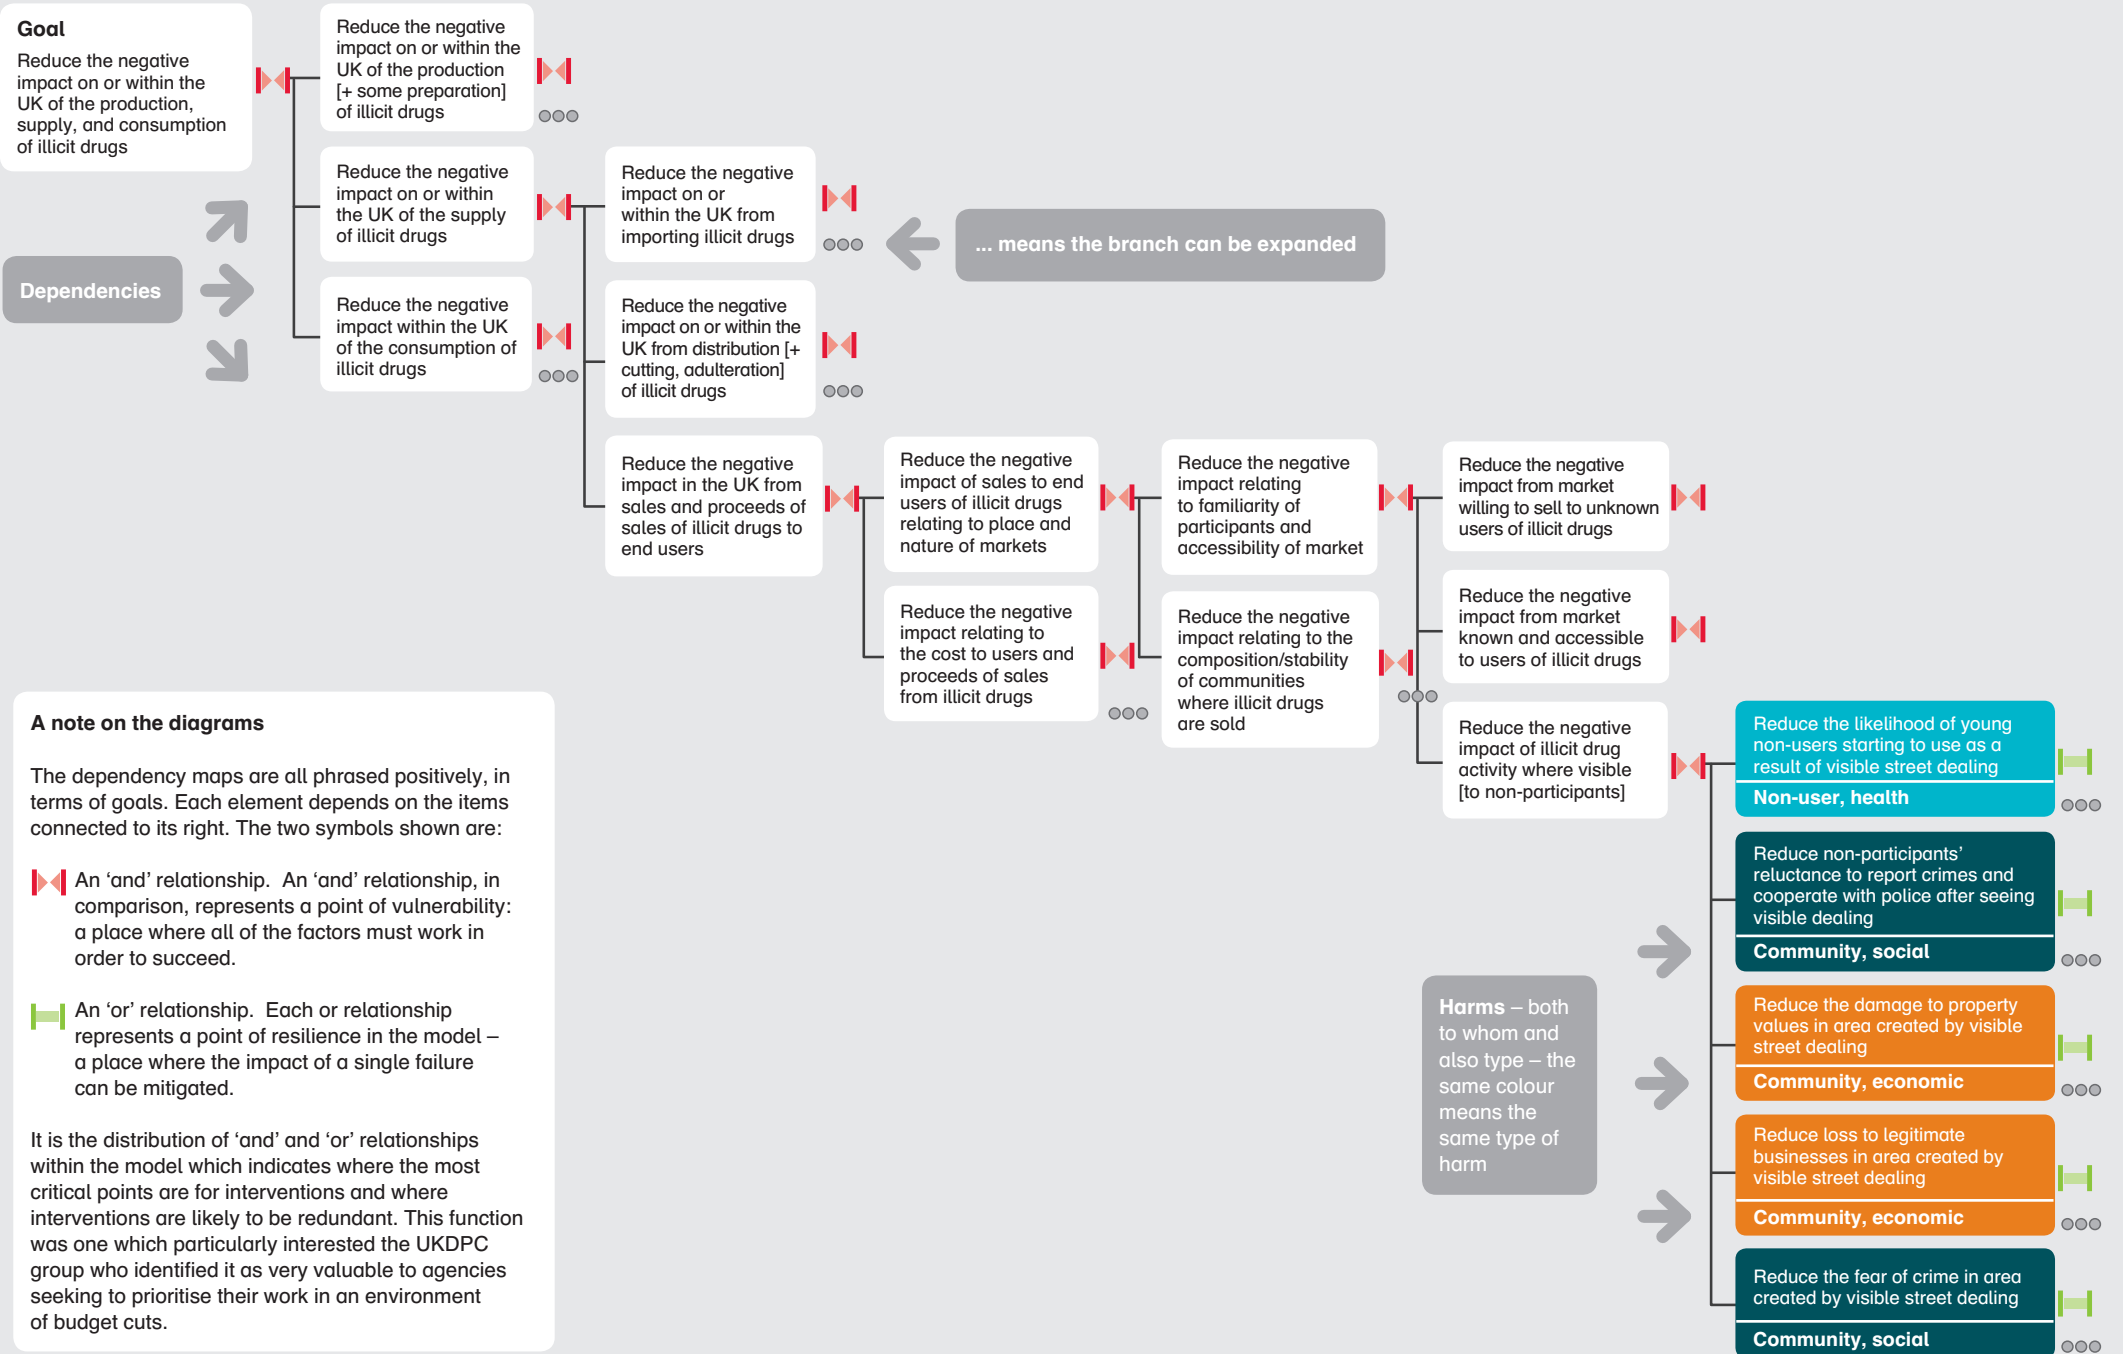 Goal
Reduce the negative
impact on or within the
UK of the production,
supply, and consumption
of illicit drugs
Reduce the negative
impact on or within the
UK of the production
[+ some preparation]
of illicit drugs
Reduce the negative
impact on or within
the UK of the supply
of illicit drugs
Reduce the negative
impact within the UK
of the consumption of
illicit drugs
Dependencies
Reduce the negative
impact on or
within the UK from
importing illicit drugs
... means the branch can be expanded
Reduce the negative
impact on or within the
UK from distribution [+
cutting, adulteration]
of illicit drugs
Reduce the negative
impact in the UK from
sales and proceeds of
sales of illicit drugs to
end users
Reduce the negative
impact of sales to end
users of illicit drugs
relating to place and
nature of markets
Reduce the negative
impact relating to
the cost to users and
proceeds of sales
from illicit drugs
Reduce the negative
impact relating
to familiarity of
participants and
accessibility of market
Reduce the negative
impact relating to the
composition/stability
of communities
where illicit drugs
are sold
Reduce the negative
impact from market
willing to sell to unknown
users of illicit drugs
Reduce the negative
impact from market
known and accessible
to users of illicit drugs
Reduce the negative
impact of illicit drug
activity where visible
[to non-participants]
Reduce the likelihood of young
non-users starting to use as a
result of visible street dealing
Non-user, health
Reduce non-participants’
reluctance to report crimes and
cooperate with police after seeing
visible dealing
Community, social
Reduce the damage to property
values in area created by visible
street dealing
Community, economic
Reduce loss to legitimate
businesses in area created by
visible street dealing
Community, economic
Reduce the fear of crime in area
created by visible street dealing
Community, social
Harms – both
to whom and
also type – the
same colour
means the
same type of
harm
A note on the diagrams
The dependency maps are all phrased positively, in
terms of goals. Each element depends on the items
connected to its right. The two symbols shown are:
An ‘and’ relationship.  An ‘and’ relationship, in
comparison, represents a point of vulnerability:
a place where all of the factors must work in
order to succeed.
An ‘or’ relationship.  Each or relationship
represents a point of resilience in the model –
a place where the impact of a single failure
can be mitigated.
It is the distribution of ‘and’ and ‘or’ relationships
within the model which indicates where the most
critical points are for interventions and where
interventions are likely to be redundant. This function
was one which particularly interested the UKDPC
group who identified it as very valuable to agencies
seeking to prioritise their work in an environment
of budget cuts.